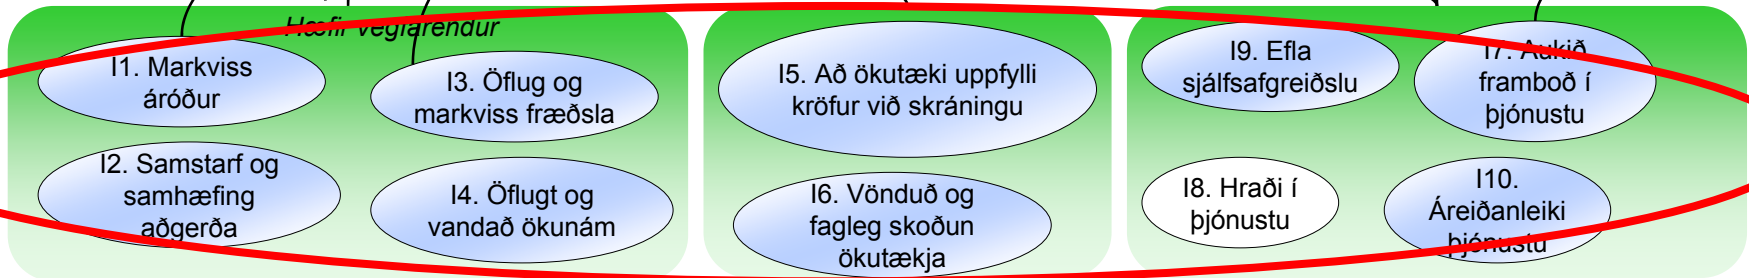 Hæfir vegfarendur
I1. Markviss
áróður
I3. Öflug og
markviss fræðsla
I2. Samstarf og
samhæfing
aðgerða
I4. Öflugt og
vandað ökunám
I5. Að ökutæki uppfylli
kröfur við skráningu
I6. Vönduð og
fagleg skoðun
ökutækja
I9. Efla
sjálfsafgreiðslu
I7. Aukið
framboð í
þjónustu
I8. Hraði í
þjónustu
I10.
Áreiðanleiki
þjónustu